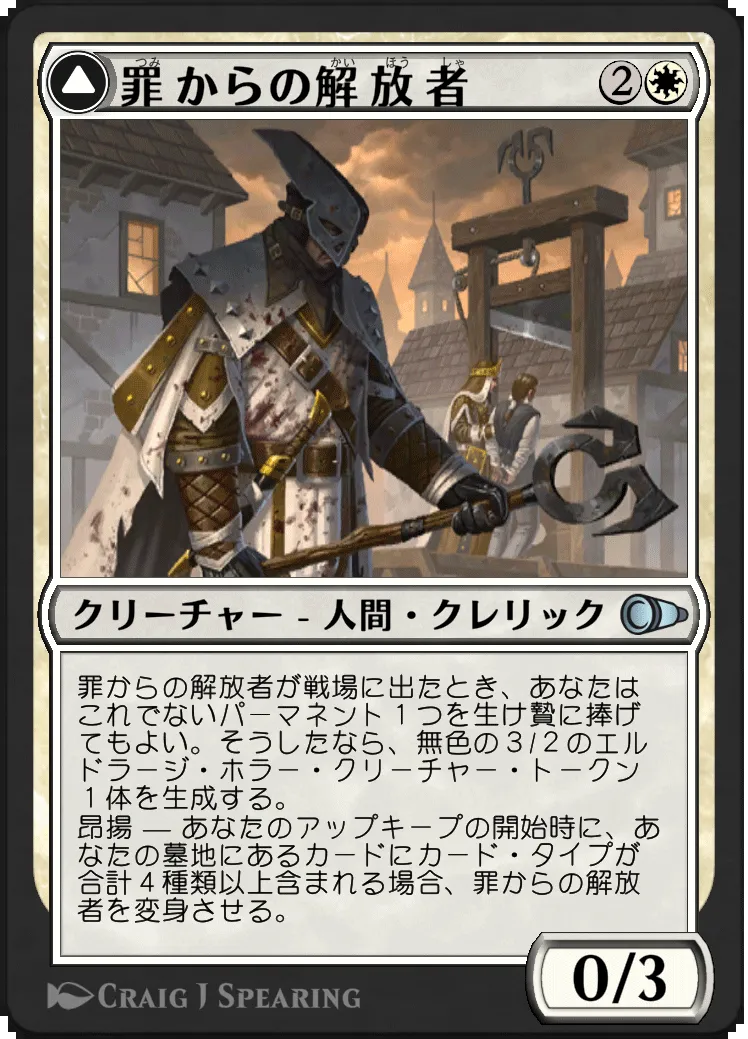 罪からの解放者
つみ かい ほう しゃ
2
クリーチャー - 人間・クレリック
罪からの解放者が戦場に出たとき、あなたは
これでないパーマネント1つを生け贄に捧げ
てもよい。そうしたなら、無色の3/2のエル
ドラージ・ホラー・クリーチャー・トークン
1体を生成する。
昂揚 — あなたのアップキープの開始時に、あ
なたの墓地にあるカードにカード・タイプが
合計4種類以上含まれる場合、罪からの解放
者を変身させる。
0/3
CRAIG J SPEARING